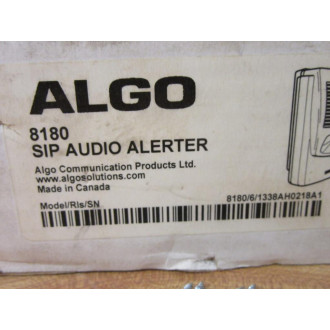 ALGO
8180
SIP AUDIO ALERTER
Algo Communication Products Ltd.
www.algosolutions.com
Made in Canada
Model/Rls/SN
8180/6/1338AH0218A1